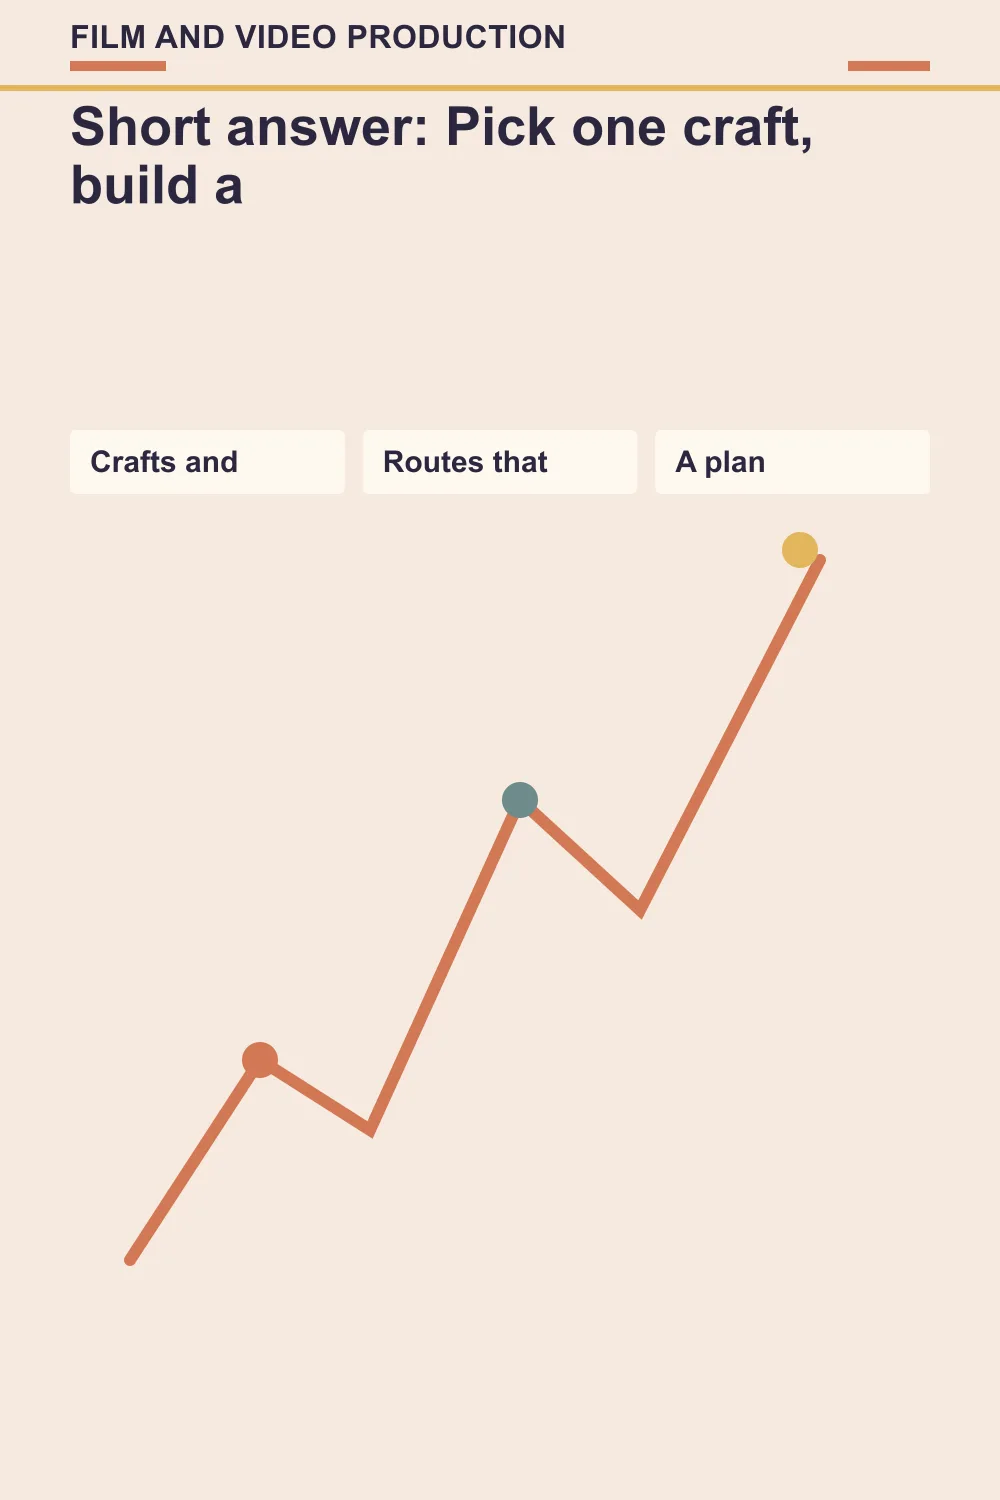 FILM AND VIDEO PRODUCTION
Short answer: Pick one craft,
build a
Crafts and
Routes that
A plan